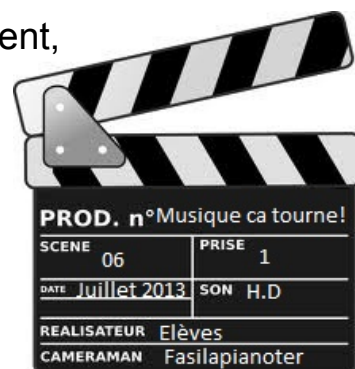 ent,
PROD. n°Musique ca tourne!
SCENE 06 PRISE 1
DATE Juillet 2013 SON H.D
REALISATEUR Elèves
CAMERAMAN Fasilapianoter